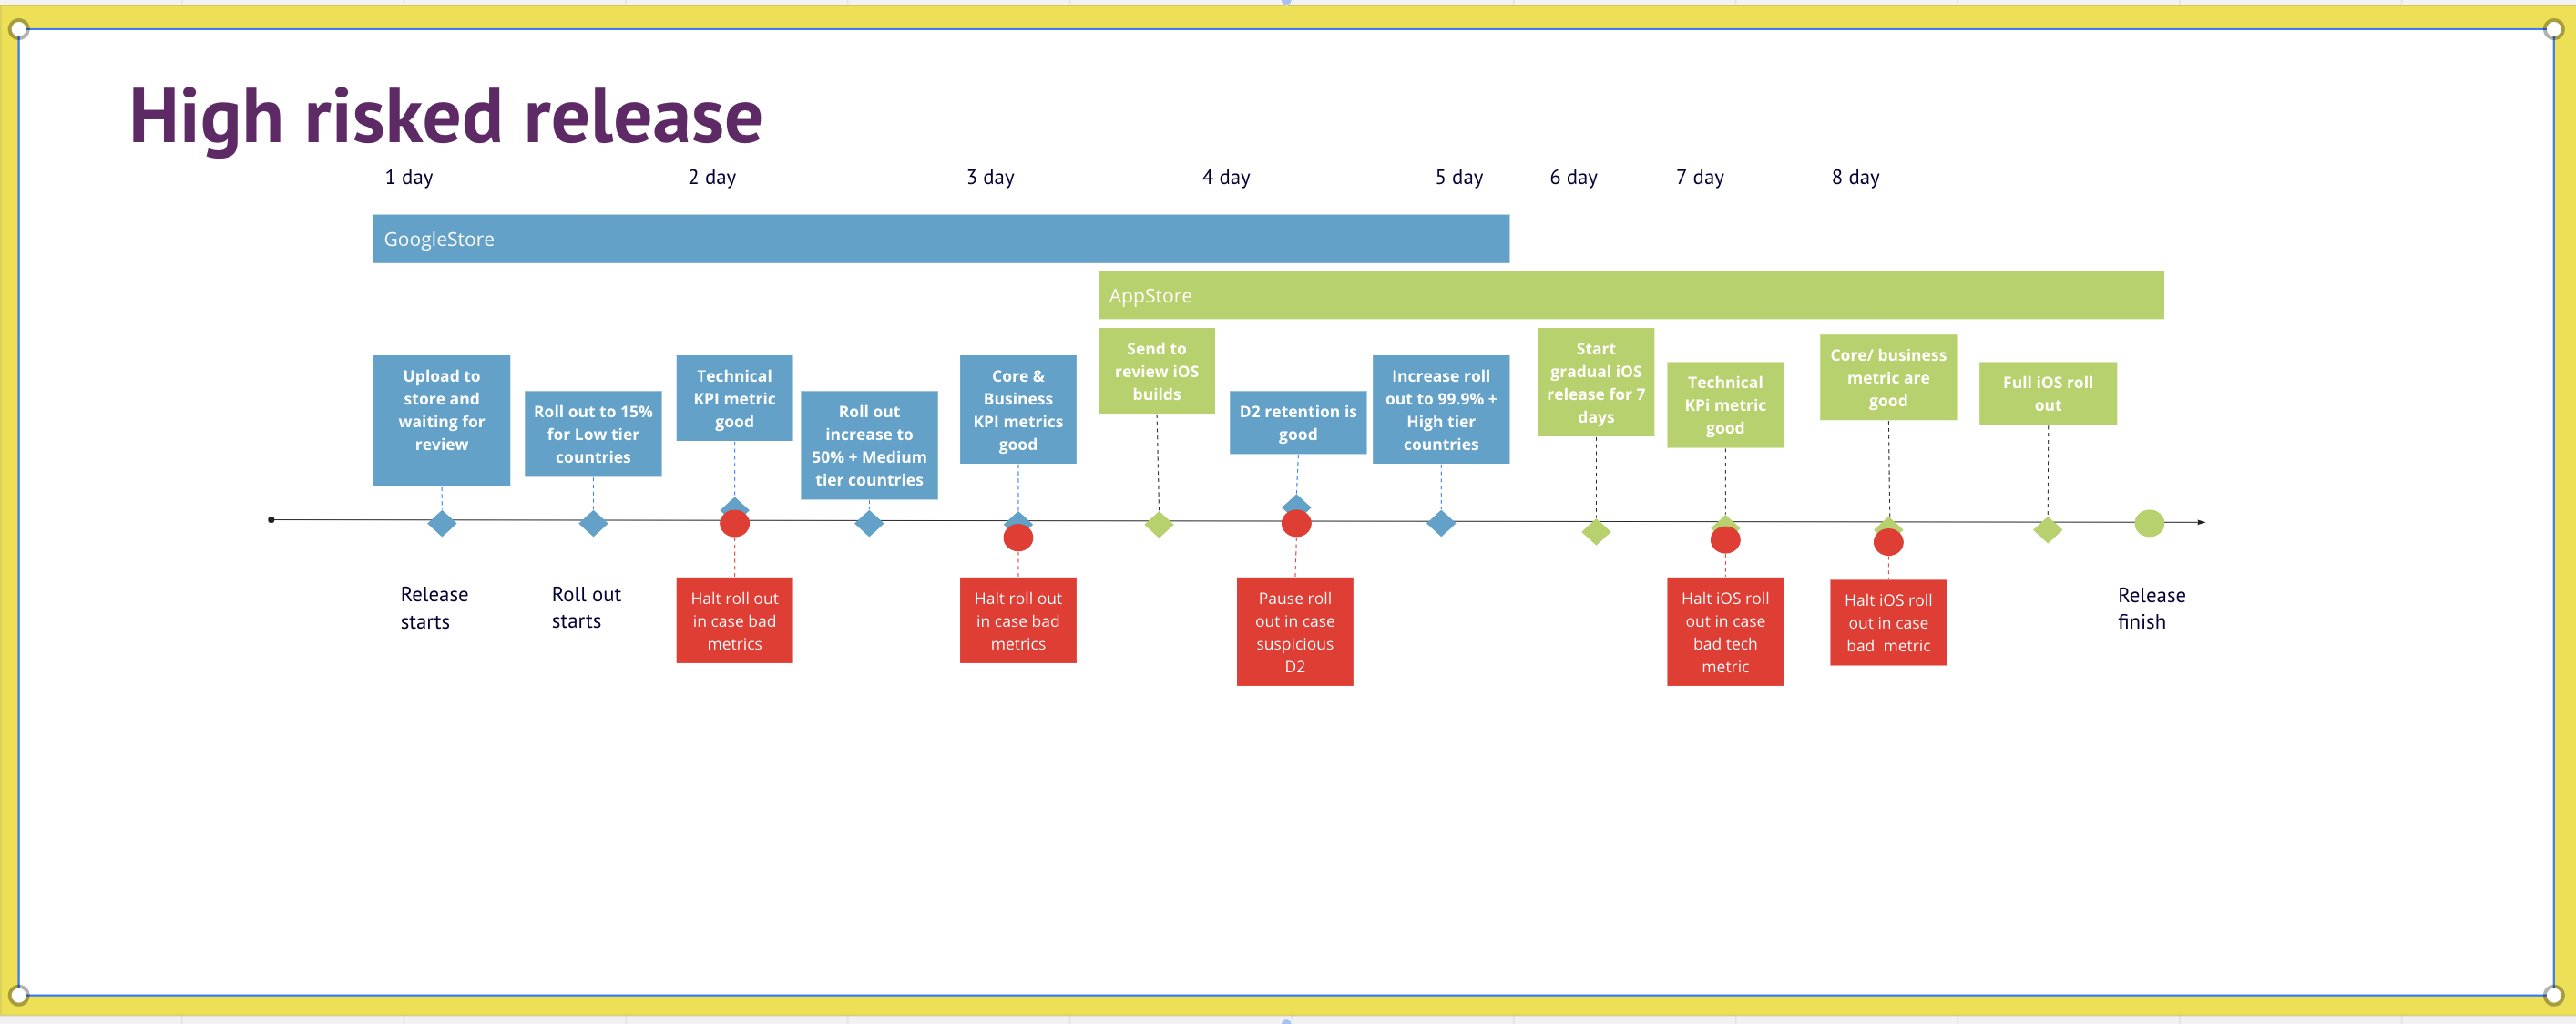 High risked release
1 day
2 day
3 day
4 day
5 day
6 day
7 day
8 day
GoogleStore
AppStore
Upload to
store and
waiting for
review
Roll out to 15%
for Low tier
countries
Technical
KPI metric
good
Roll out
increase to
50% + Medium
tier countries
Core &
Business
KPI metrics
good
Send to
review iOS
builds
D2 retention is
good
Increase roll
out to 99.9% +
High tier
countries
Start
gradual iOS
release for 7
days
Technical
KPi metric
good
Core/ business
metric are
good
Full iOS roll
out
Release
starts
Roll out
starts
Halt roll out
in case bad
metrics
Halt roll out
in case bad
metrics
Pause roll
out in case
suspicious
D2
Halt iOS roll
out in case
bad tech
metric
Halt iOS roll
out in case
bad  metric
Release
finish